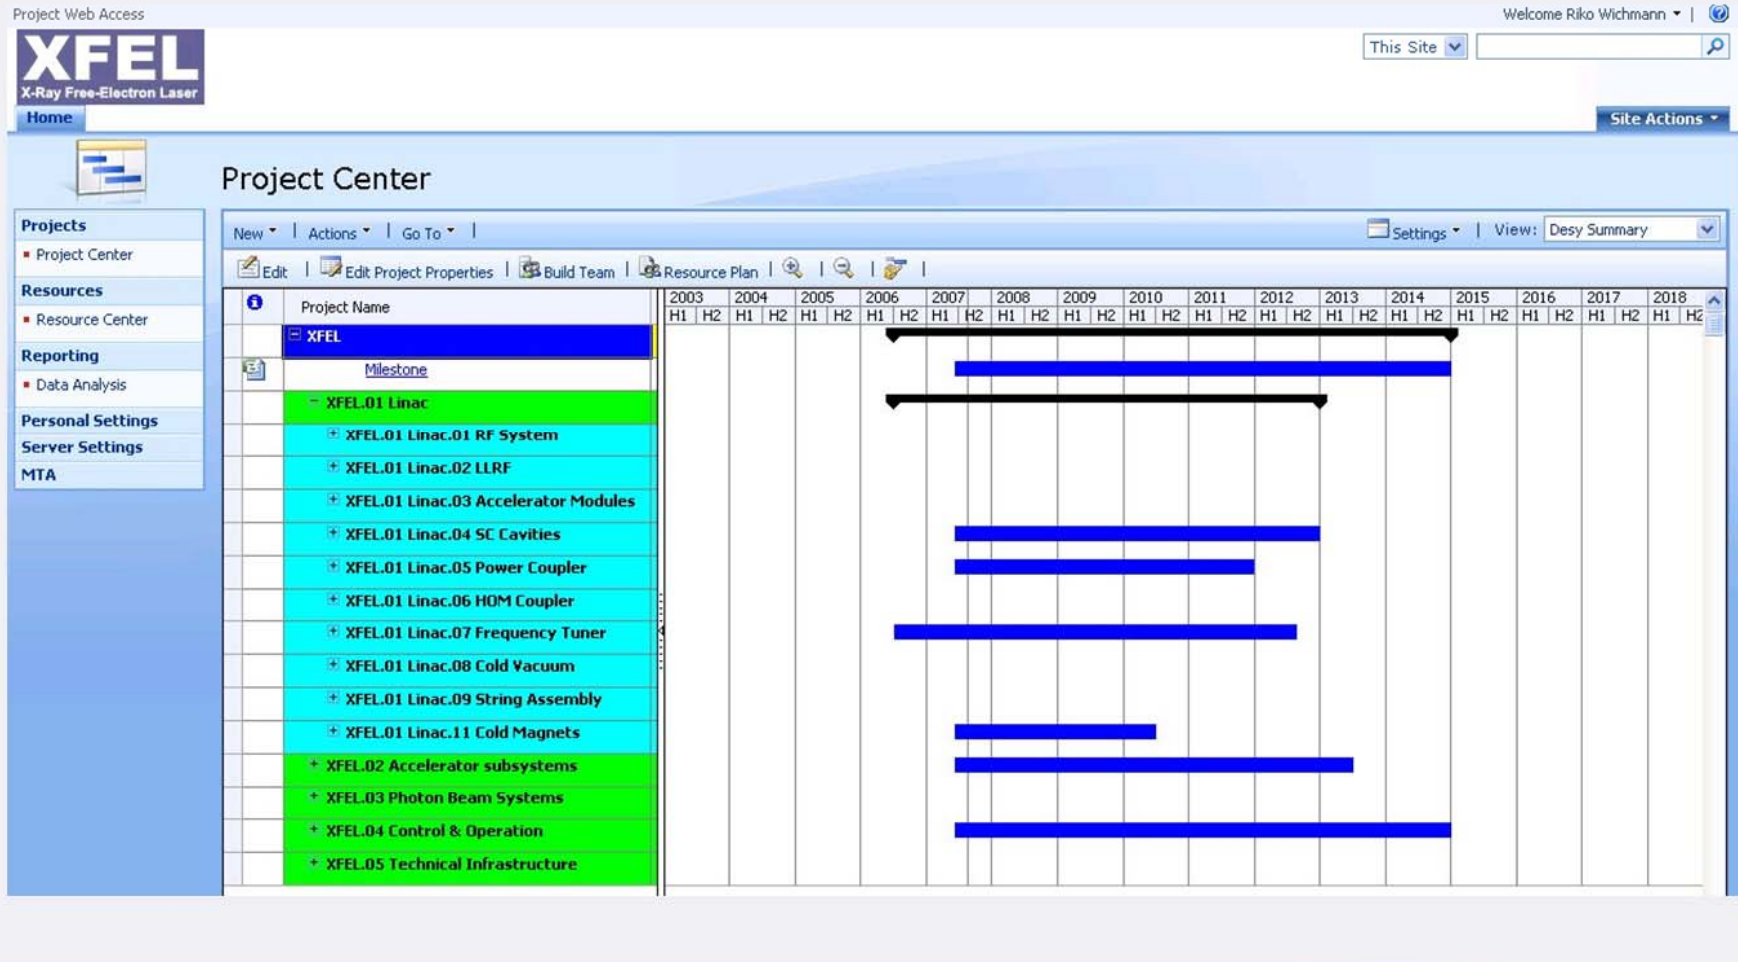 Project Web Access
Welcome Riko Wichmann
XFEL
X-Ray Free-Electron Laser
This Site
Home
Site Actions
Project Center
Projects
Project Center
Resources
Resource Center
Reporting
Data Analysis
Personal Settings
Server Settings
MTA
New | Actions | Go To |
Settings | View: Desy Summary
Edit | Edit Project Properties | Build Team | Resource Plan | | |
Project Name
2003 2004 2005 2006 2007 2008 2009 2010 2011 2012 2013 2014 2015 2016 2017 2018
H1 H2 H1 H2 H1 H2 H1 H2 H1 H2 H1 H2 H1 H2 H1 H2 H1 H2 H1 H2 H1 H2 H1 H2 H1 H2 H1 H2 H1 H2 H1 H2
XFEL
Milestone
XFEL.01 Linac
XFEL.01 Linac.01 RF System
XFEL.01 Linac.02 LLRF
XFEL.01 Linac.03 Accelerator Modules
XFEL.01 Linac.04 SC Cavities
XFEL.01 Linac.05 Power Coupler
XFEL.01 Linac.06 HOM Coupler
XFEL.01 Linac.07 Frequency Tuner
XFEL.01 Linac.08 Cold Vacuum
XFEL.01 Linac.09 String Assembly
XFEL.01 Linac.11 Cold Magnets
XFEL.02 Accelerator subsystems
XFEL.03 Photon Beam Systems
XFEL.04 Control & Operation
XFEL.05 Technical Infrastructure